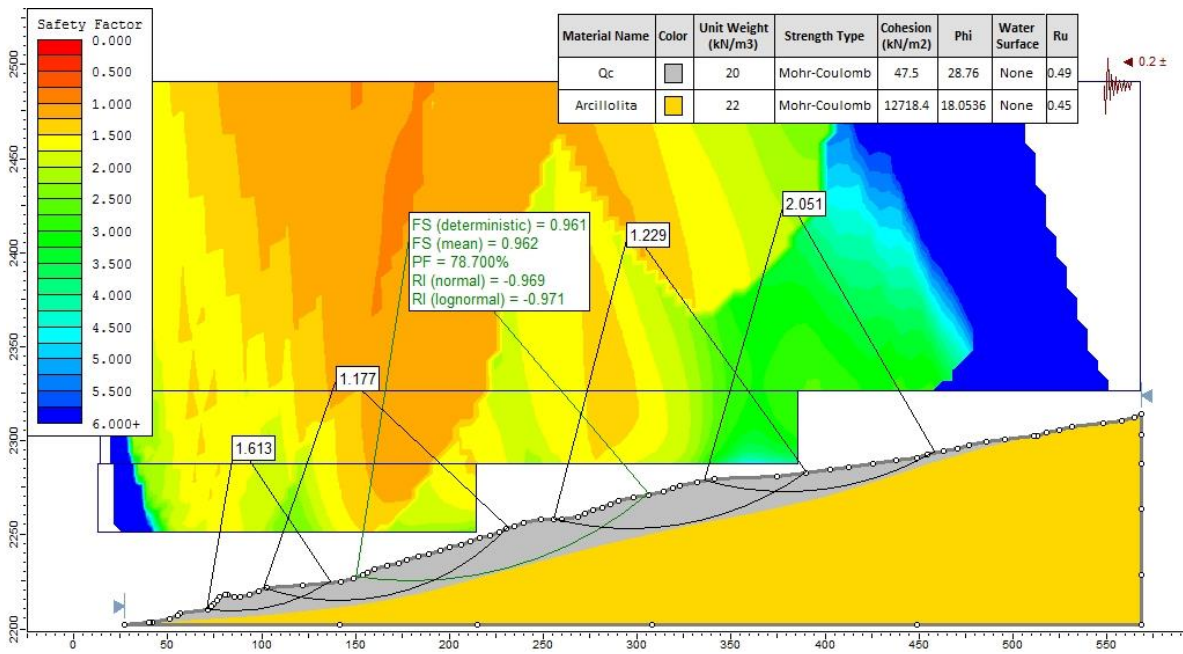 Safety Factor
0.000
0.500
1.000
1.500
2.000
2.500
3.000
3.500
4.000
4.500
5.000
5.500
6.000+
Material Name Color Unit Weight (kN/m3) Strength Type Cohesion (kN/m2) Phi Water Surface Ru
Qc 20 Mohr-Coulomb 47.5 28.76 None 0.49
Arcillolita 22 Mohr-Coulomb 12718.4 18.0536 None 0.45
0.2 ±
FS (deterministic) = 0.961
FS (mean) = 0.962
PF = 78.700%
RI (normal) = -0.969
RI (lognormal) = -0.971
2.051
1.229
1.177
1.613
2500
2450
2400
2350
2300
2250
2200
0 50 100 150 200 250 300 350 400 450 500 550